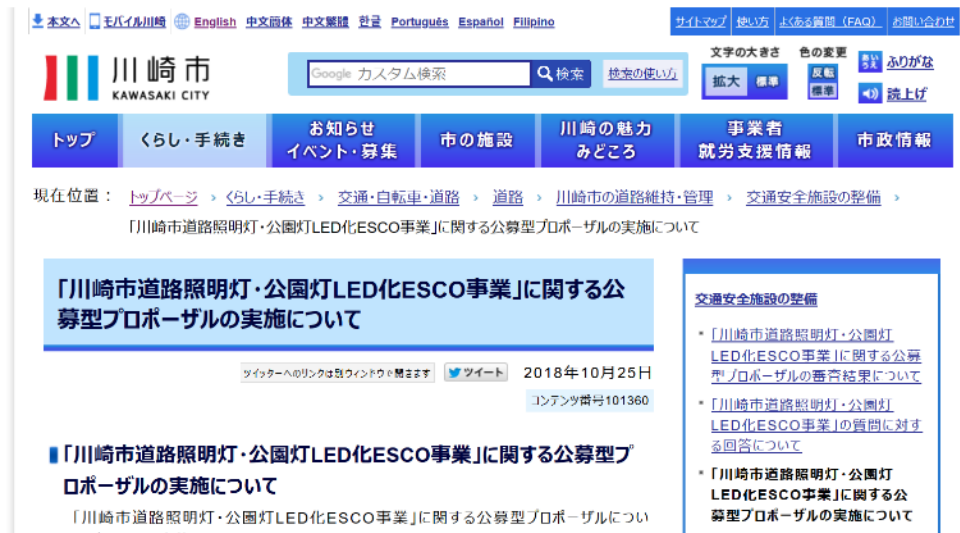 本文へ モバイル川崎 English 中文简体 中文繁體 한글 Português Español Filipino
サイトマップ 使い方 よくある質問（FAQ） お問い合わせ
川崎市
KAWASAKI CITY
Google カスタム検索 検索 検索の使い方
文字の大きさ 色の変更
拡大 標準 反転 標準
あいうえ ふりがな
読上げ
トップ くらし・手続き お知らせ イベント・募集 市の施設 川崎の魅力 みどころ 事業者 就労支援情報 市政情報
現在位置： トップページ › くらし・手続き › 交通・自転車・道路 › 道路 › 川崎市の道路維持・管理 › 交通安全施設の整備 ›
「川崎市道路照明灯・公園灯LED化ESCO事業」に関する公募型プロポーザルの実施について
「川崎市道路照明灯・公園灯LED化ESCO事業」に関する公
募型プロポーザルの実施について
ツイッターへのリンクは別ウィンドウで開きます ツイート 2018年10月25日
コンテンツ番号101360
「川崎市道路照明灯・公園灯LED化ESCO事業」に関する公募型プ
ロポーザルの実施について
「川崎市道路照明灯・公園灯LED化ESCO事業」に関する公募型プロポーザルについ
交通安全施設の整備
「川崎市道路照明灯・公園灯
LED化ESCO事業」に関する公募
型プロポーザルの審査結果について
「川崎市道路照明灯・公園灯
LED化ESCO事業」の質問に対す
る回答について
「川崎市道路照明灯・公園灯
LED化ESCO事業」に関する公
募型プロポーザルの実施について